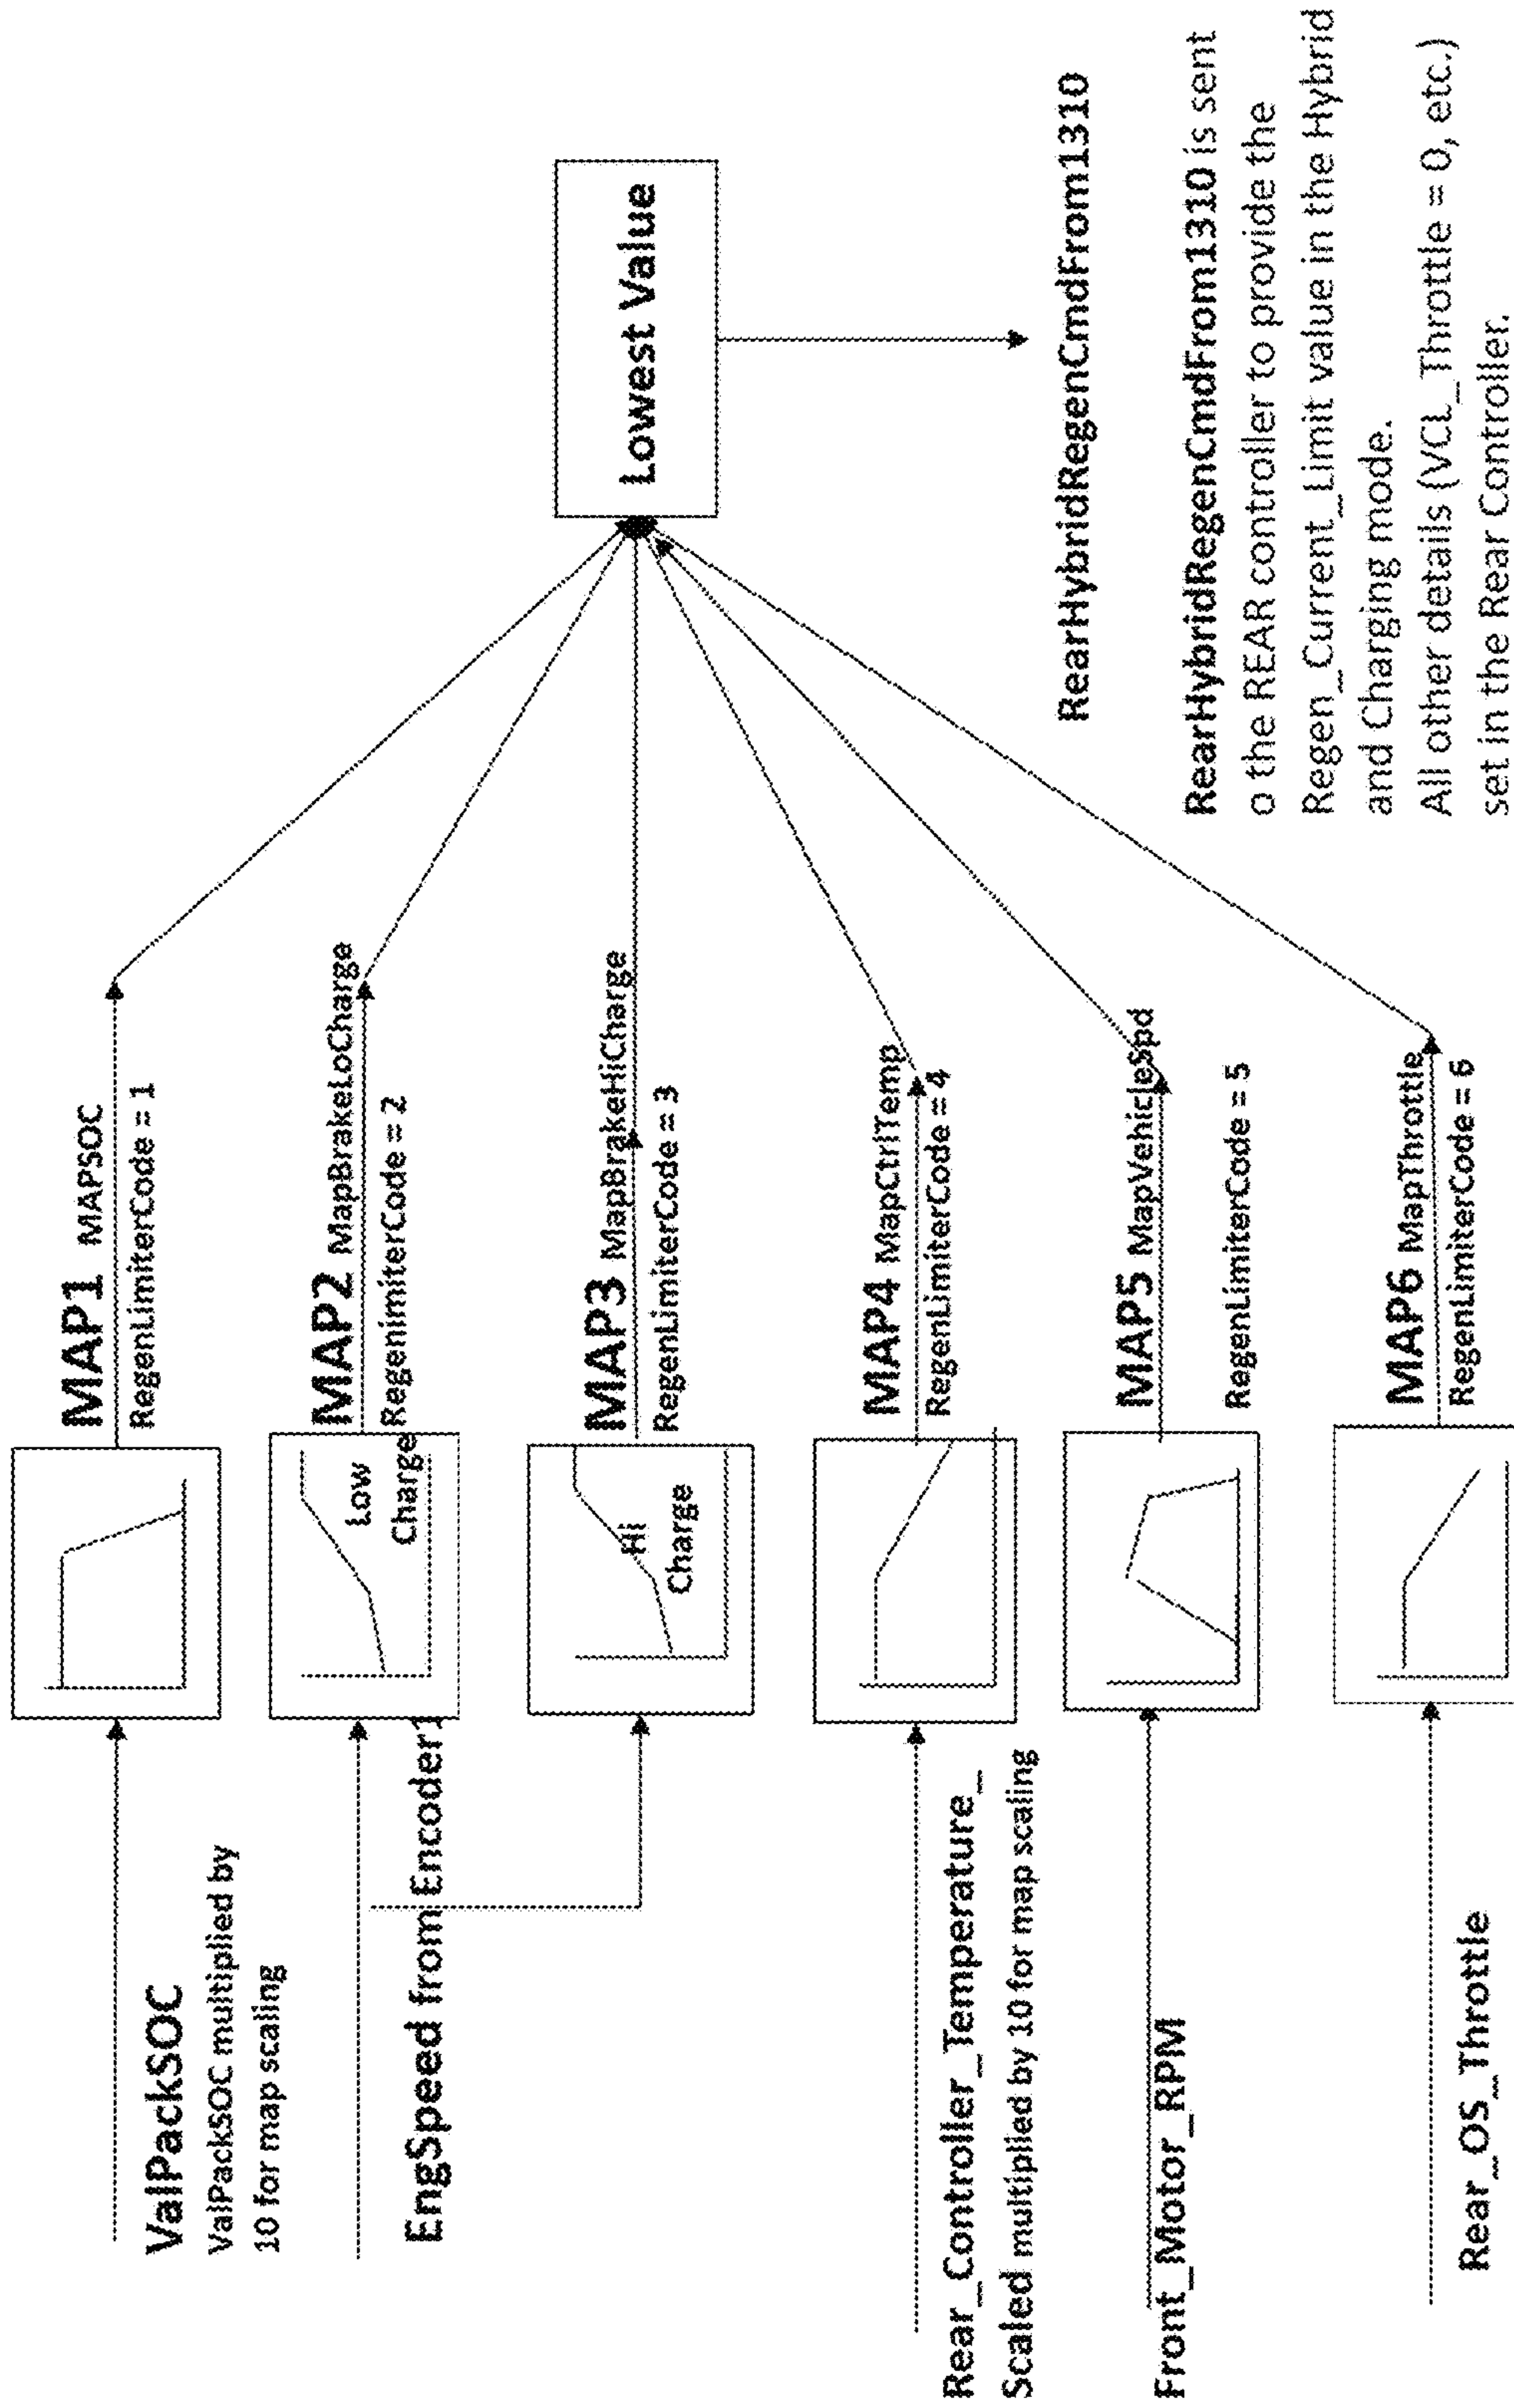 ValPackSOC
ValPackSOC multiplied by
10 for map scaling
MAP1 MAPSOC
RegenLimiterCode = 1
EngSpeed from Encoder1
Low
Charge
MAP2 MapBrakeLoCharge
RegenimiterCode = 2
Hi
Charge
MAP3 MapBrakeHiCharge
RegenLimiterCode = 3
Rear_Controller_Temperature_
Scaled multiplied by 10 for map scaling
MAP4 MapCtrlTemp
RegenLimiterCode = 4
Front_Motor_RPM
MAP5 MapVehicleSpd
RegenLimiterCode = 5
Rear_OS_Throttle
MAP6 MapThrottle
RegenLimiterCode = 6
Lowest Value
RearHybridRegenCmdFrom1310
RearHybridRegenCmdFrom1310 is sent
o the REAR controller to provide the
Regen_Current_Limit value in the Hybrid
and Charging mode.
All other details (VCL_Throttle = 0, etc.)
set in the Rear Controller.